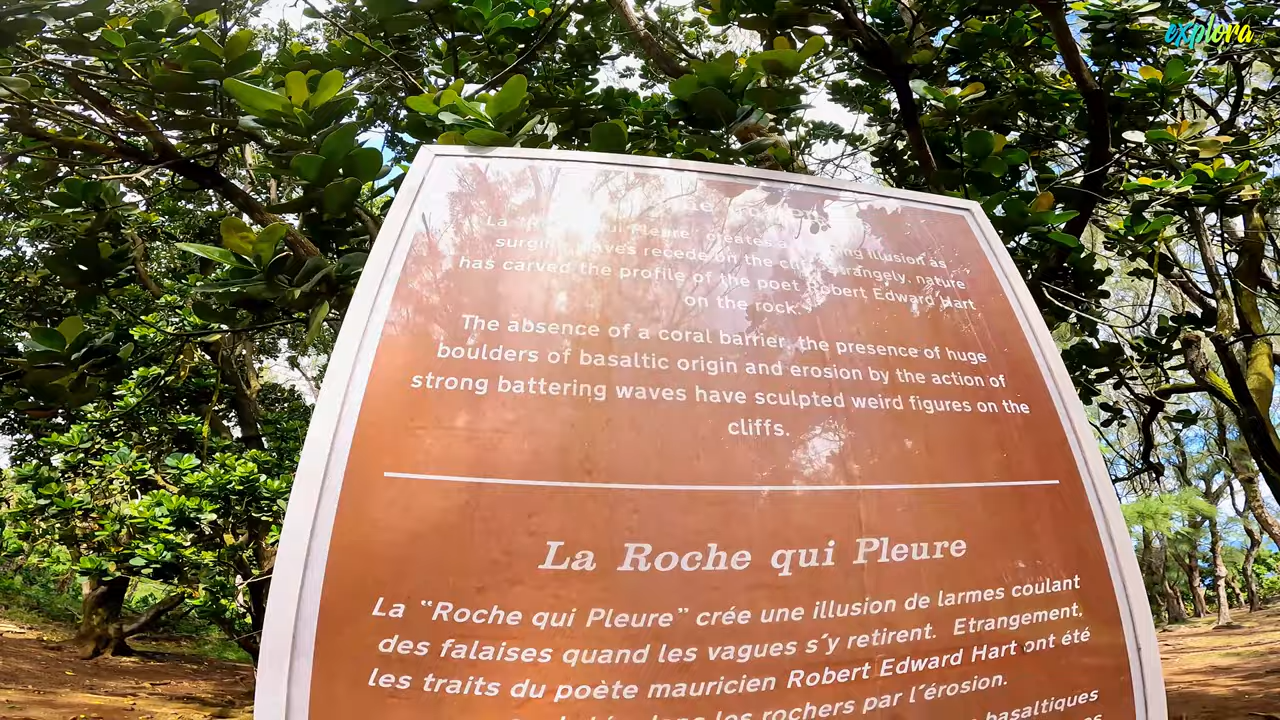 explora
La "Roche qui Pleure" creates a illusion as
surging waves recede on the cliff. Strangely, nature
has carved the profile of the poet Robert Edward Hart
on the rock.
The absence of a coral barrier, the presence of huge
boulders of basaltic origin and erosion by the action of
strong battering waves have sculpted weird figures on the
cliffs.
La Roche qui Pleure
La "Roche qui Pleure" crée une illusion de larmes coulant
des falaises quand les vagues s'y retirent. Etrangement,
les traits du poète mauricien Robert Edward Hart ont été
dans les rochers par l'érosion.
basaltiques